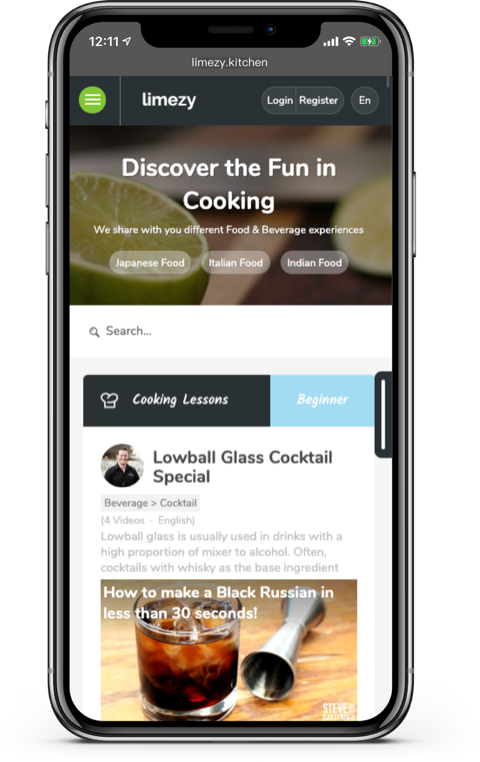 12:11
limezy.kitchen
limezy
Login Register
En
Discover the Fun in
Cooking
We share with you different Food & Beverage experiences
Japanese Food
Italian Food
Indian Food
Search...
Cooking Lessons
Beginner
Lowball Glass Cocktail
Special
Beverage > Cocktail
(4 Videos · English)
Lowball glass is usually used in drinks with a
high proportion of mixer to alcohol. Often,
cocktails with whisky as the base ingredient
How to make a Black Russian in
less than 30 seconds!
STEVE